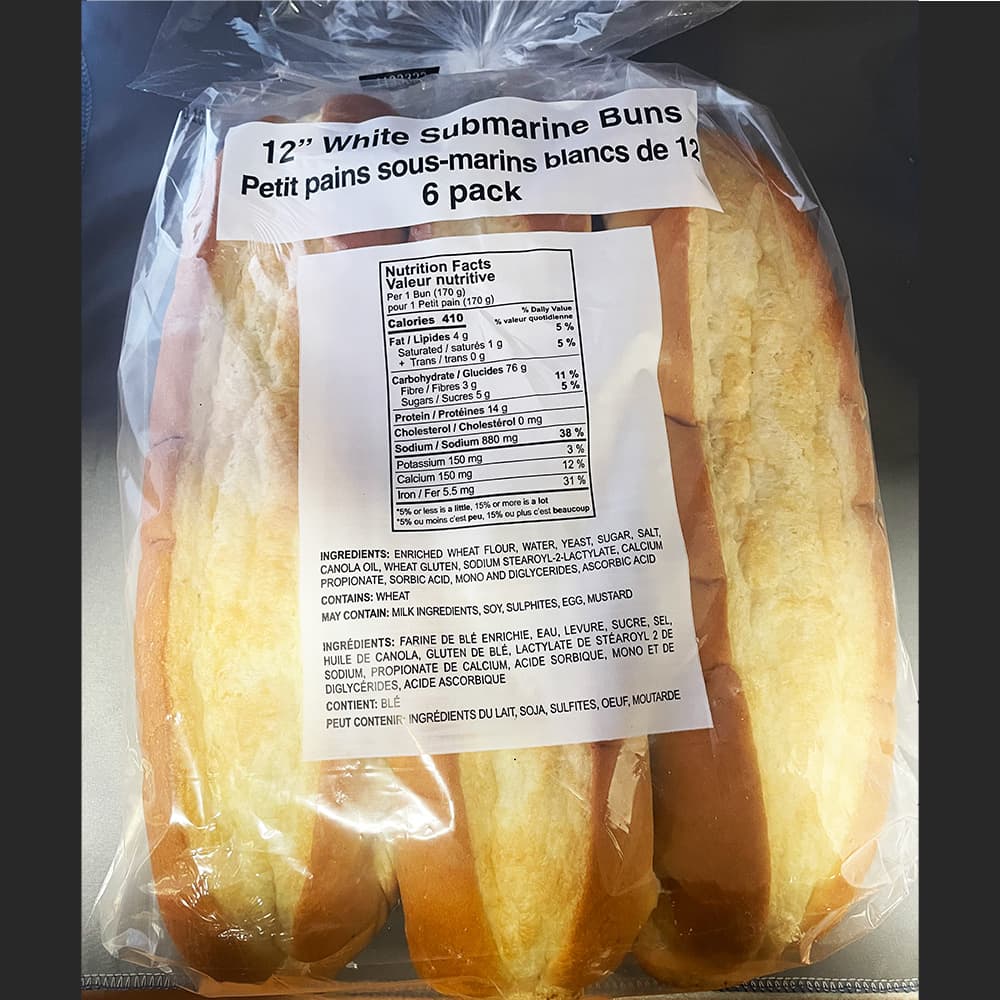 12” White Submarine Buns
Petit pains sous-marins blancs de 12
6 pack
Nutrition Facts
Valeur nutritive
Per 1 Bun (170 g)
pour 1 Petit pain (170 g)
Calories 410
% Daily Value
% valeur quotidienne
Fat / Lipides 4 g 5 %
Saturated / saturés 1 g 5 %
+ Trans / trans 0 g
Carbohydrate / Glucides 76 g
Fibre / Fibres 3 g 11 %
Sugars / Sucres 5 g 5 %
Protein / Protéines 14 g
Cholesterol / Cholestérol 0 mg
Sodium / Sodium 880 mg 38 %
Potassium 150 mg 3 %
Calcium 150 mg 12 %
Iron / Fer 5.5 mg 31 %
*5% or less is a little, 15% or more is a lot
*5% ou moins c'est peu, 15% ou plus c'est beaucoup
INGREDIENTS: ENRICHED WHEAT FLOUR, WATER, YEAST, SUGAR, SALT,
CANOLA OIL, WHEAT GLUTEN, SODIUM STEAROYL-2-LACTYLATE, CALCIUM
PROPIONATE, SORBIC ACID, MONO AND DIGLYCERIDES, ASCORBIC ACID
CONTAINS: WHEAT
MAY CONTAIN: MILK INGREDIENTS, SOY, SULPHITES, EGG, MUSTARD
INGRÉDIENTS: FARINE DE BLÉ ENRICHIE, EAU, LEVURE, SUCRE, SEL,
HUILE DE CANOLA, GLUTEN DE BLÉ, LACTYLATE DE STÉAROYL 2 DE
SODIUM, PROPIONATE DE CALCIUM, ACIDE SORBIQUE, MONO ET DE
DIGLYCÉRIDES, ACIDE ASCORBIQUE
CONTIENT: BLÉ
PEUT CONTENIR: INGRÉDIENTS DU LAIT, SOJA, SULFITES, OEUF, MOUTARDE